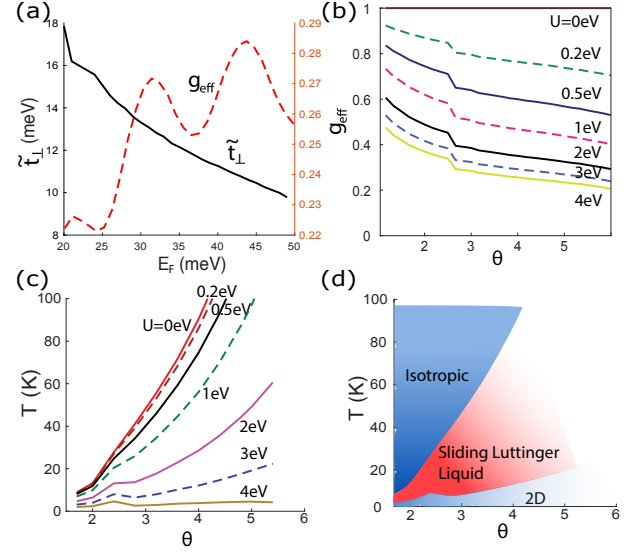 (a)
18
16
14
12
10
8
t̃⊥ (meV)
g_eff
t̃⊥
0.29
0.28
0.27
0.26
0.25
0.24
0.23
0.22
20 25 30 35 40 45 50
E_F (meV)
(b)
1
0.8
0.6
0.4
0.2
0
g_eff
U=0eV
0.2eV
0.5eV
1eV
2eV
3eV
4eV
2 3 4 5
θ
(c)
100
80
60
40
20
0
T (K)
0.2eV
U=0eV
0.5eV
1eV
2eV
3eV
4eV
2 3 4 5 6
θ
(d)
100
80
60
40
20
0
T (K)
Isotropic
Sliding Luttinger
Liquid
2D
2 3 4 5 6
θ